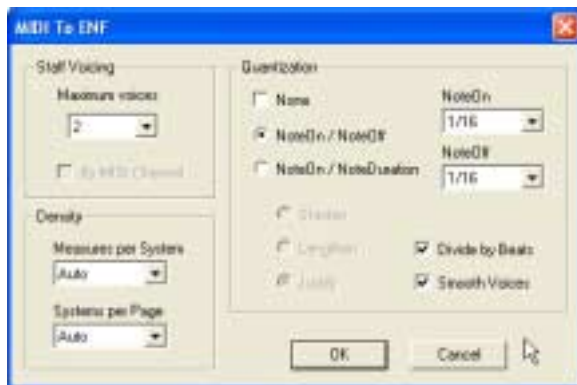 MIDI To ENF
Staff Voicing
Maximum voices
2
By MIDI Channel
Density
Measures per System
Auto
Systems per Page
Auto
Quantization
None
NoteOn / NoteOff
NoteOn / NoteDuration
Shorten
Lengthen
Justify
NoteOn
1/16
NoteOff
1/16
Divide by Beats
Smooth Voices
OK
Cancel